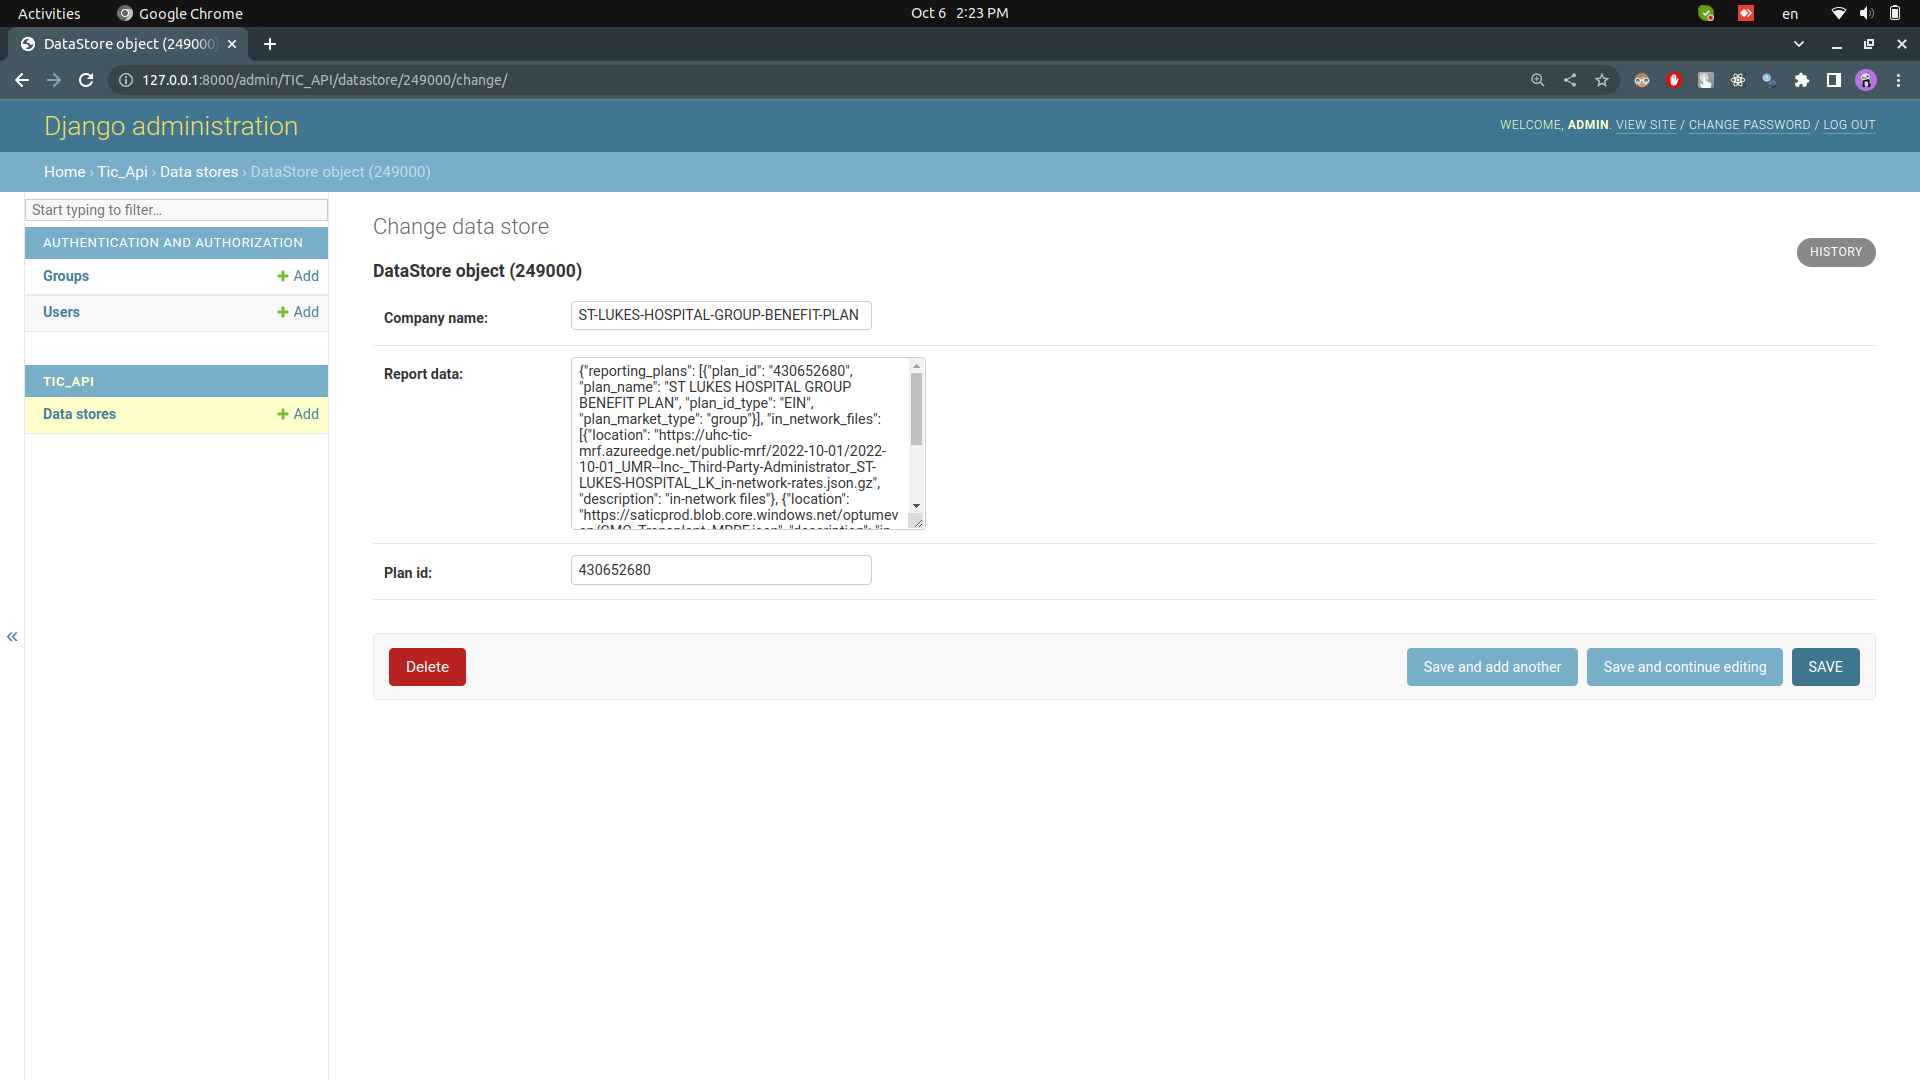 Activities
Google Chrome
Oct 6 2:23 PM
en
DataStore object (249000)
127.0.0.1:8000/admin/TIC_API/datastore/249000/change/
Django administration
WELCOME, ADMIN. VIEW SITE / CHANGE PASSWORD / LOG OUT
Home › Tic_Api › Data stores › DataStore object (249000)
Start typing to filter...
AUTHENTICATION AND AUTHORIZATION
Groups
Add
Users
Add
TIC_API
Data stores
Add
«
Change data store
HISTORY
DataStore object (249000)
Company name:
ST-LUKES-HOSPITAL-GROUP-BENEFIT-PLAN
Report data:
{"reporting_plans": [{"plan_id": "430652680",
"plan_name": "ST LUKES HOSPITAL GROUP
BENEFIT PLAN", "plan_id_type": "EIN",
"plan_market_type": "group"}], "in_network_files":
[{"location": "https://uhc-tic-
mrf.azureedge.net/public-mrf/2022-10-01/2022-
10-01_UMR--Inc-_Third-Party-Administrator_ST-
LUKES-HOSPITAL_LK_in-network-rates.json.gz",
"description": "in-network files"}, {"location":
"https://saticprod.blob.core.windows.net/optumev
Plan id:
430652680
Delete
Save and add another
Save and continue editing
SAVE